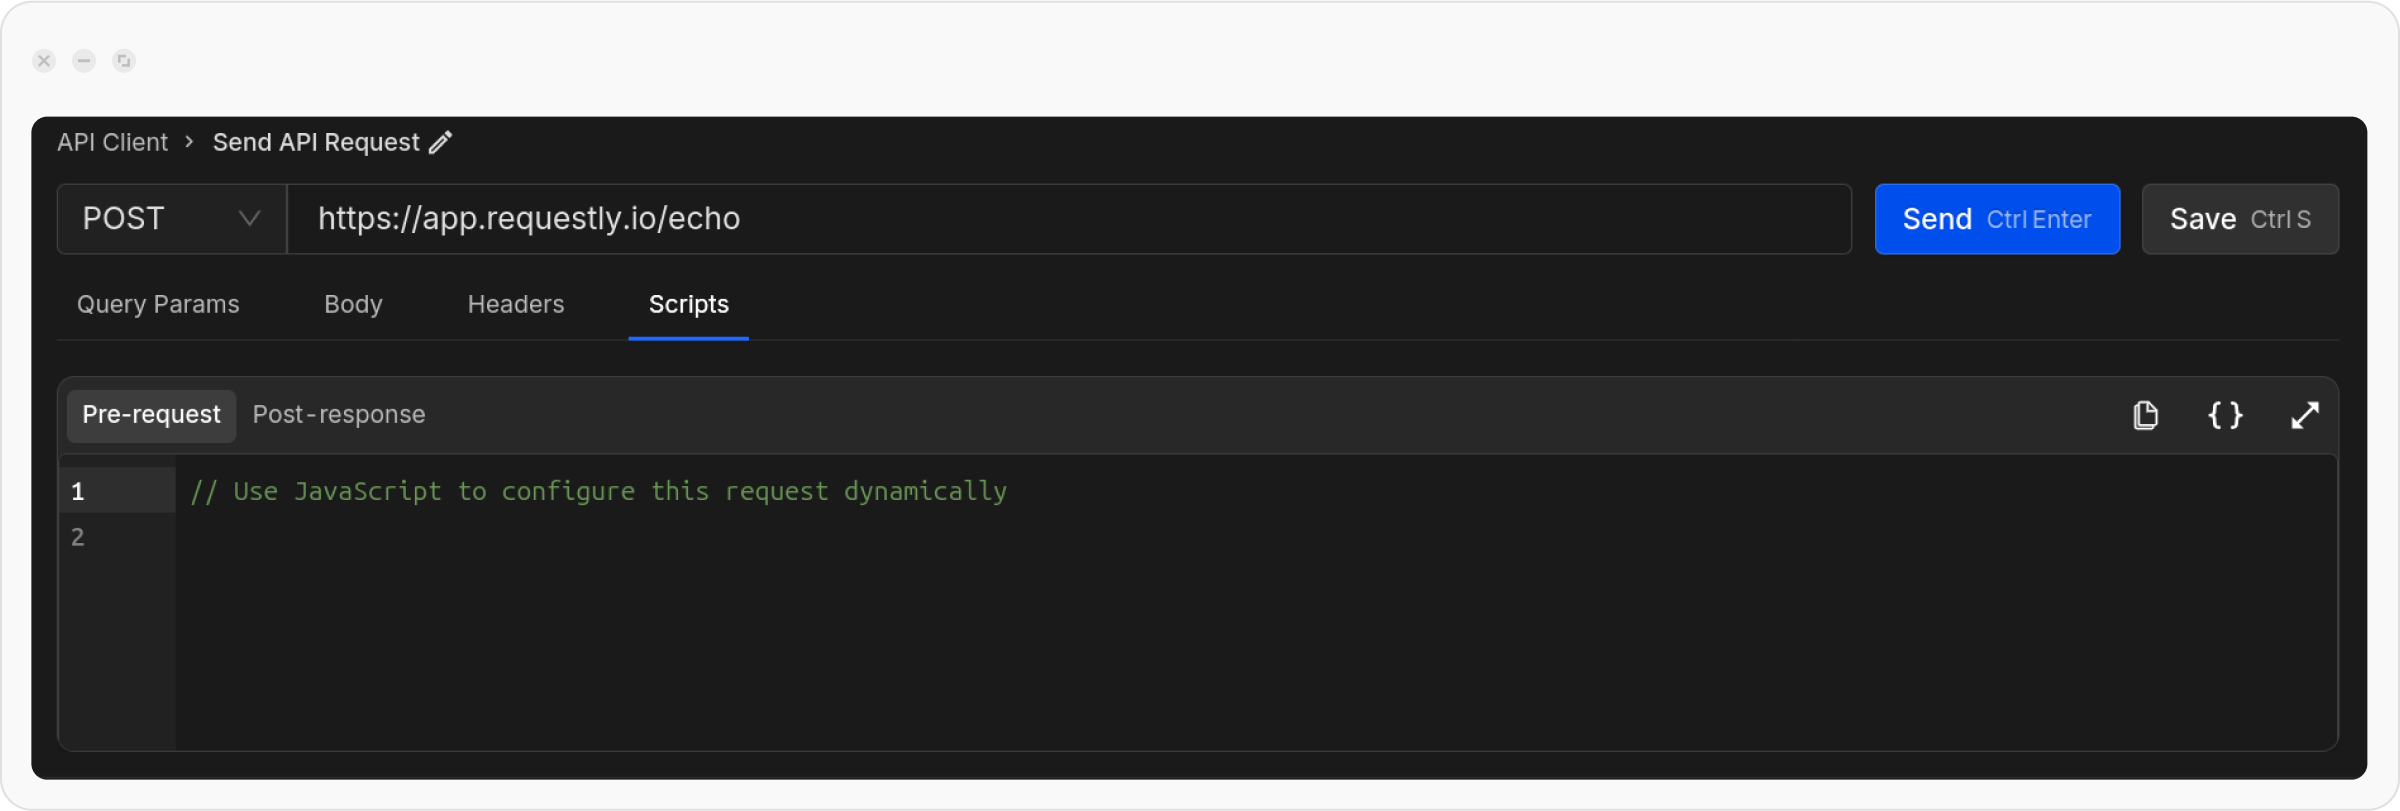 API Client > Send API Request
POST https://app.requestly.io/echo Send Ctrl Enter Save Ctrl S
Query Params Body Headers Scripts
Pre-request Post-response { }
1 // Use JavaScript to configure this request dynamically
2